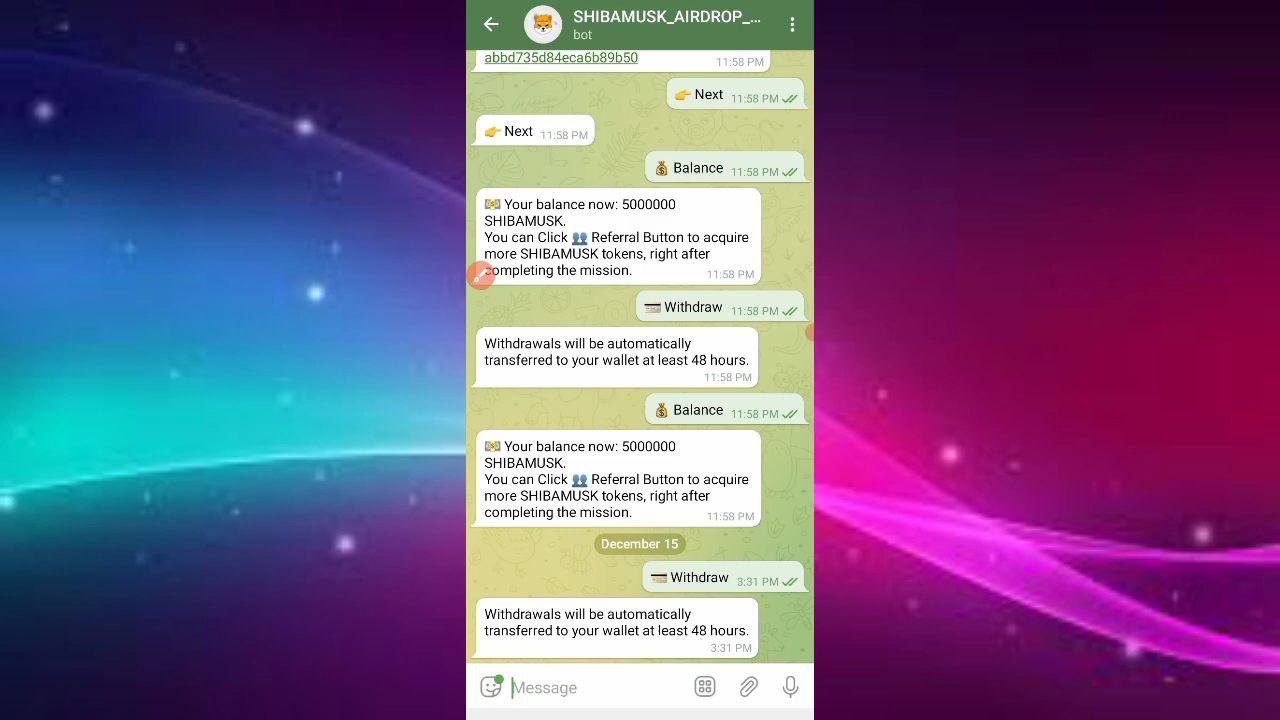 SHIBAMUSK_AIRDROP_...
bot
abbd735d84eca6b89b50
11:58 PM
👉 Next 11:58 PM
👉 Next 11:58 PM
💰 Balance 11:58 PM
💵 Your balance now: 5000000
SHIBAMUSK.
You can Click 👥 Referral Button to acquire
more SHIBAMUSK tokens, right after
completing the mission. 11:58 PM
💳 Withdraw 11:58 PM
Withdrawals will be automatically
transferred to your wallet at least 48 hours.
11:58 PM
💰 Balance 11:58 PM
💵 Your balance now: 5000000
SHIBAMUSK.
You can Click 👥 Referral Button to acquire
more SHIBAMUSK tokens, right after
completing the mission. 11:58 PM
December 15
💳 Withdraw 3:31 PM
Withdrawals will be automatically
transferred to your wallet at least 48 hours.
3:31 PM
Message